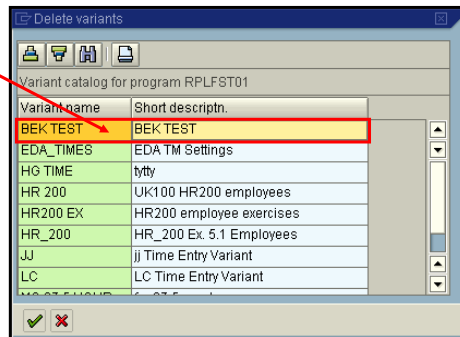 Delete variants
Variant catalog for program RPLFST01
Variant name Short descriptn.
BEK TEST BEK TEST
EDA_TIMES EDA TM Settings
HG TIME tytty
HR 200 UK100 HR200 employees
HR200 EX HR200 employee exercises
HR_200 HR_200 Ex. 5.1 Employees
JJ jj Time Entry Variant
LC LC Time Entry Variant